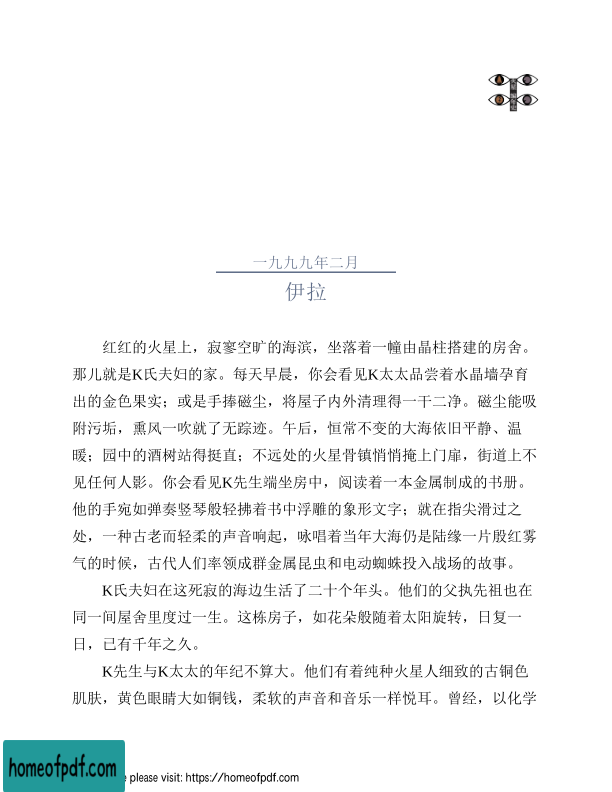 一九九九年二月
伊拉
红红的火星上，寂寥空旷的海滨，坐落着一幢由晶柱搭建的房舍。
那儿就是K氏夫妇的家。每天早晨，你会看见K太太品尝着水晶墙孕育
出的金色果实；或是手捧磁尘，将屋子内外清理得一干二净。磁尘能吸
附污垢，熏风一吹就了无踪迹。午后，恒常不变的大海依旧平静、温
暖；园中的酒树站得挺直；不远处的火星骨镇悄悄掩上门扉，街道上不
见任何人影。你会看见K先生端坐房中，阅读着一本金属制成的书册。
他的手宛如弹奏竖琴般轻拂着书中浮雕的象形文字；就在指尖滑过之
处，一种古老而轻柔的声音响起，咏唱着当年大海仍是陆缘一片殷红雾
气的时候，古代人们率领成群金属昆虫和电动蜘蛛投入战场的故事。
K氏夫妇在这死寂的海边生活了二十个年头。他们的父执先祖也在
同一间屋舍里度过一生。这栋房子，如花朵般随着太阳旋转，日复一
日，已有千年之久。
K先生与K太太的年纪不算大。他们有着纯种火星人细致的古铜色
肌肤，黄色眼睛大如铜钱，柔软的声音和音乐一样悦耳。曾经，以化学
homeofpdf.com
e please visit: https://homeofpdf.com